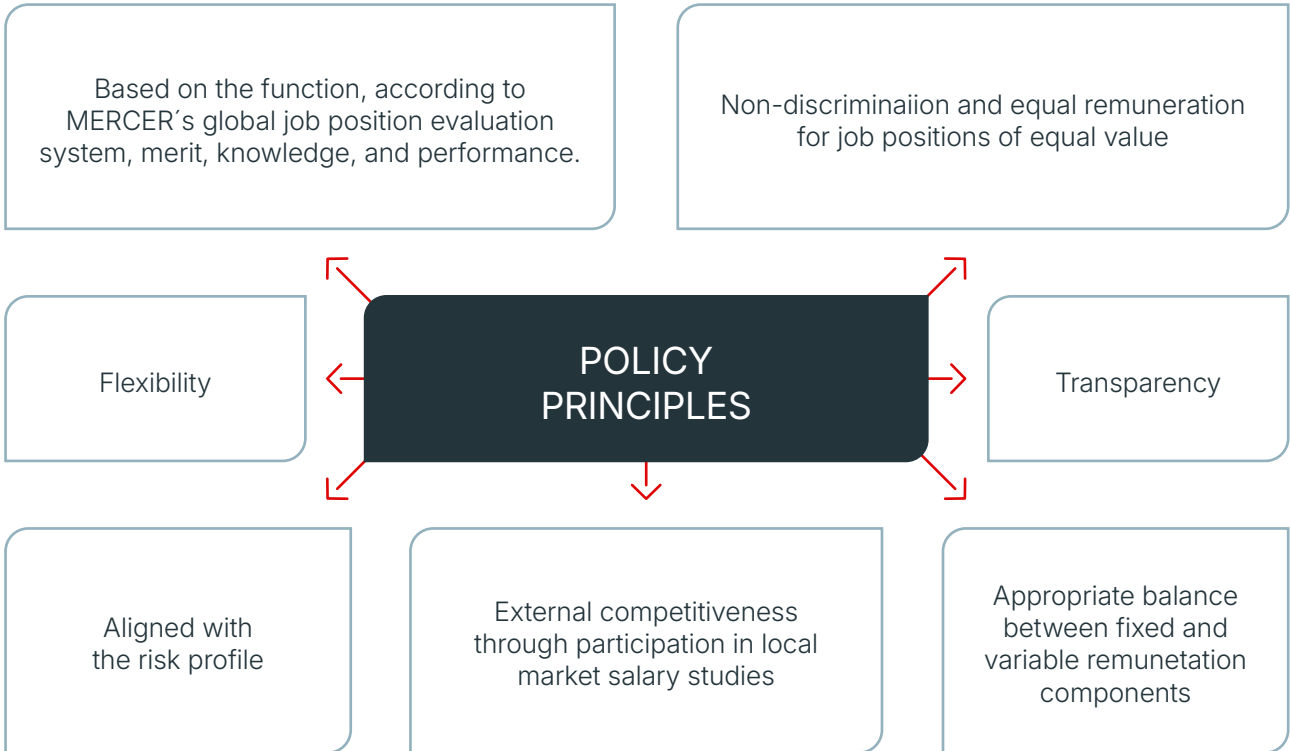 Based on the function, according to
MERCER´s global job position evaluation
system, merit, knowledge, and performance.
Non-discriminaiion and equal remuneration
for job positions of equal value
Flexibility
POLICY
PRINCIPLES
Transparency
Aligned with
the risk profile
External competitiveness
through participation in local
market salary studies
Appropriate balance
between fixed and
variable remunetation
components